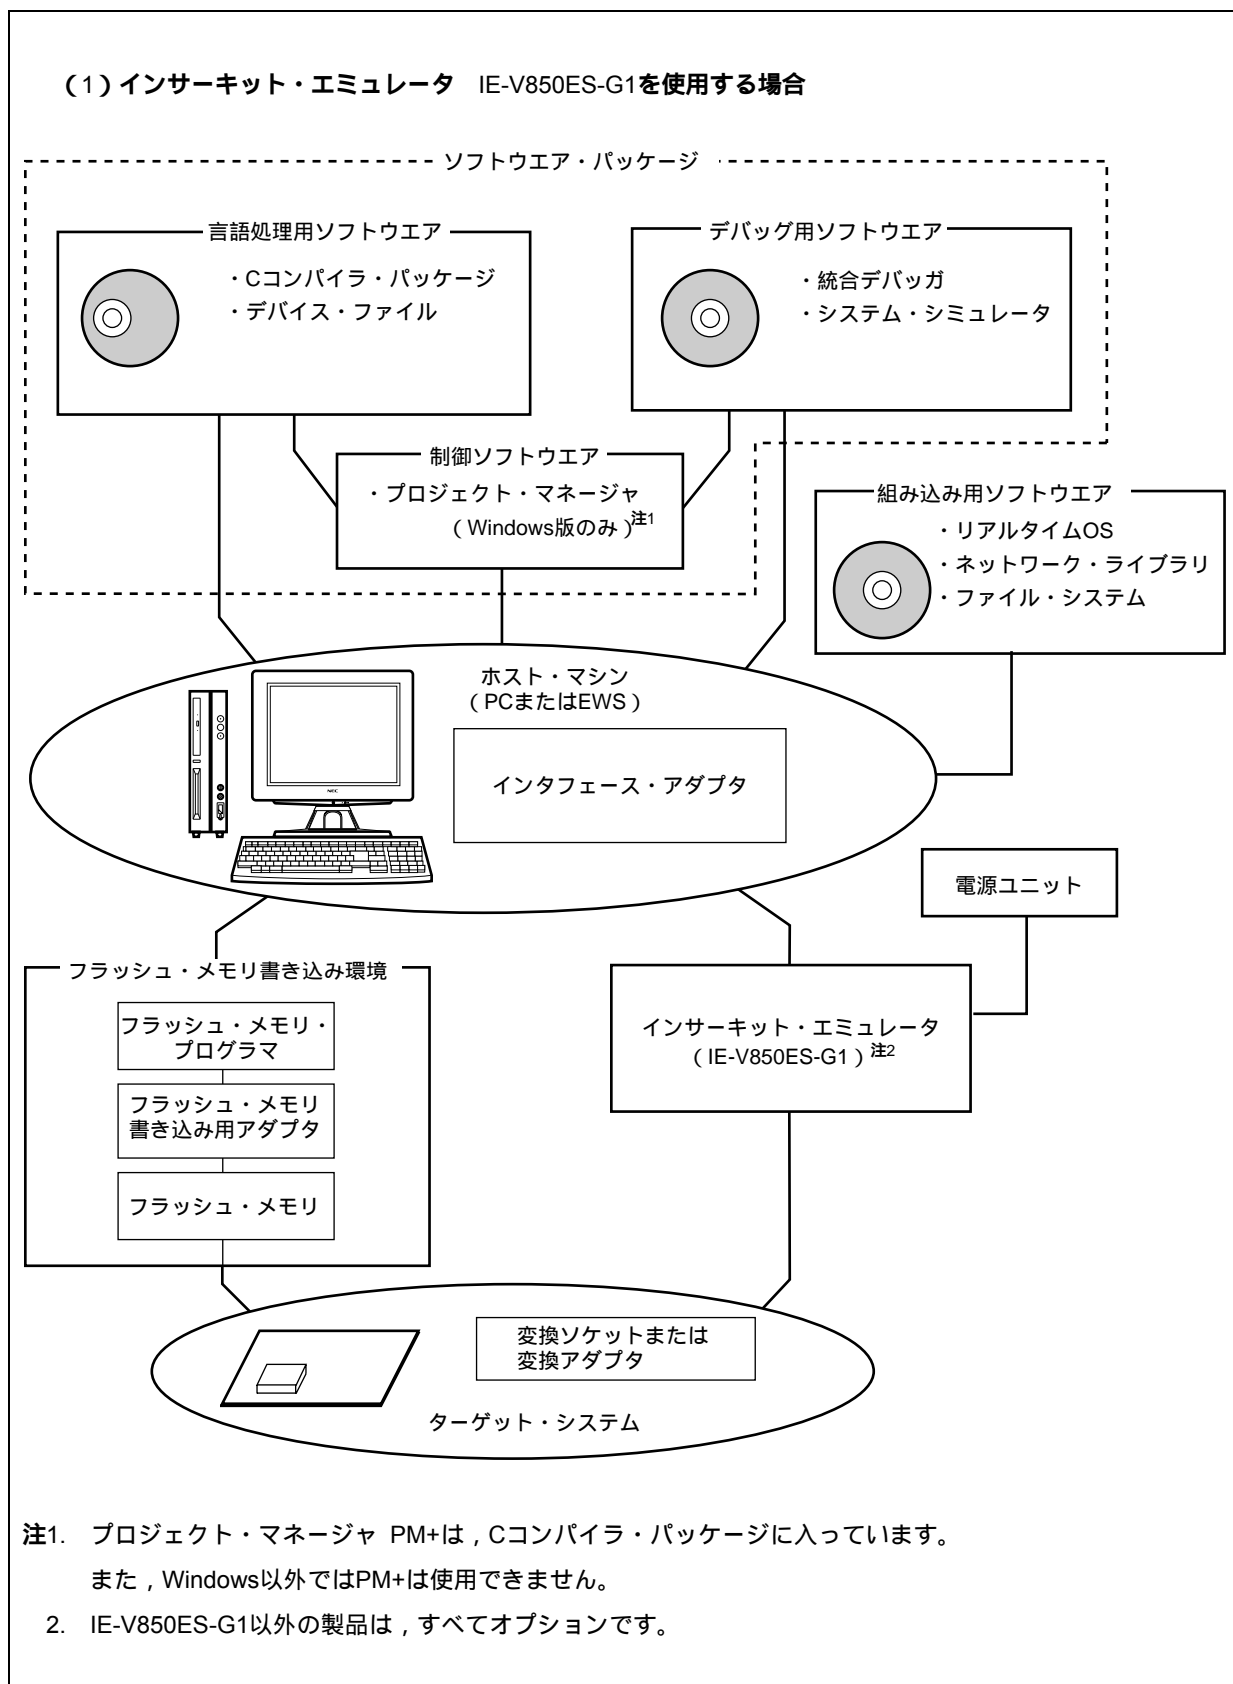 （1）インサーキット・エミュレータ　IE-V850ES-G1を使用する場合
ソフトウエア・パッケージ
言語処理用ソフトウエア
・Cコンパイラ・パッケージ
・デバイス・ファイル
デバッグ用ソフトウエア
・統合デバッガ
・システム・シミュレータ
制御ソフトウエア
・プロジェクト・マネージャ
（Windows版のみ）注1
組み込み用ソフトウエア
・リアルタイムOS
・ネットワーク・ライブラリ
・ファイル・システム
ホスト・マシン
（PCまたはEWS）
インタフェース・アダプタ
NEC
電源ユニット
フラッシュ・メモリ書き込み環境
フラッシュ・メモリ・
プログラマ
フラッシュ・メモリ
書き込み用アダプタ
フラッシュ・メモリ
インサーキット・エミュレータ
（IE-V850ES-G1）注2
変換ソケットまたは
変換アダプタ
ターゲット・システム
注1.　プロジェクト・マネージャ PM+は，Cコンパイラ・パッケージに入っています。
また，Windows以外ではPM+は使用できません。
2.　IE-V850ES-G1以外の製品は，すべてオプションです。